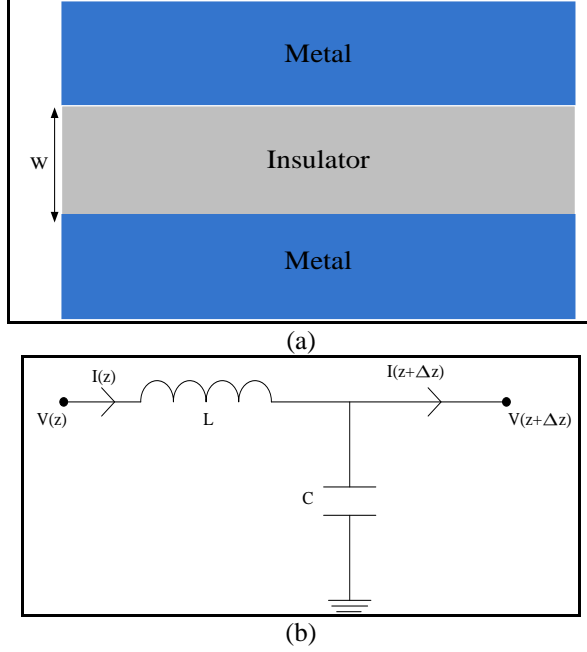 Metal
w
Insulator
Metal
(a)
I(z)
I(z+Δz)
V(z)
L
V(z+Δz)
C
(b)